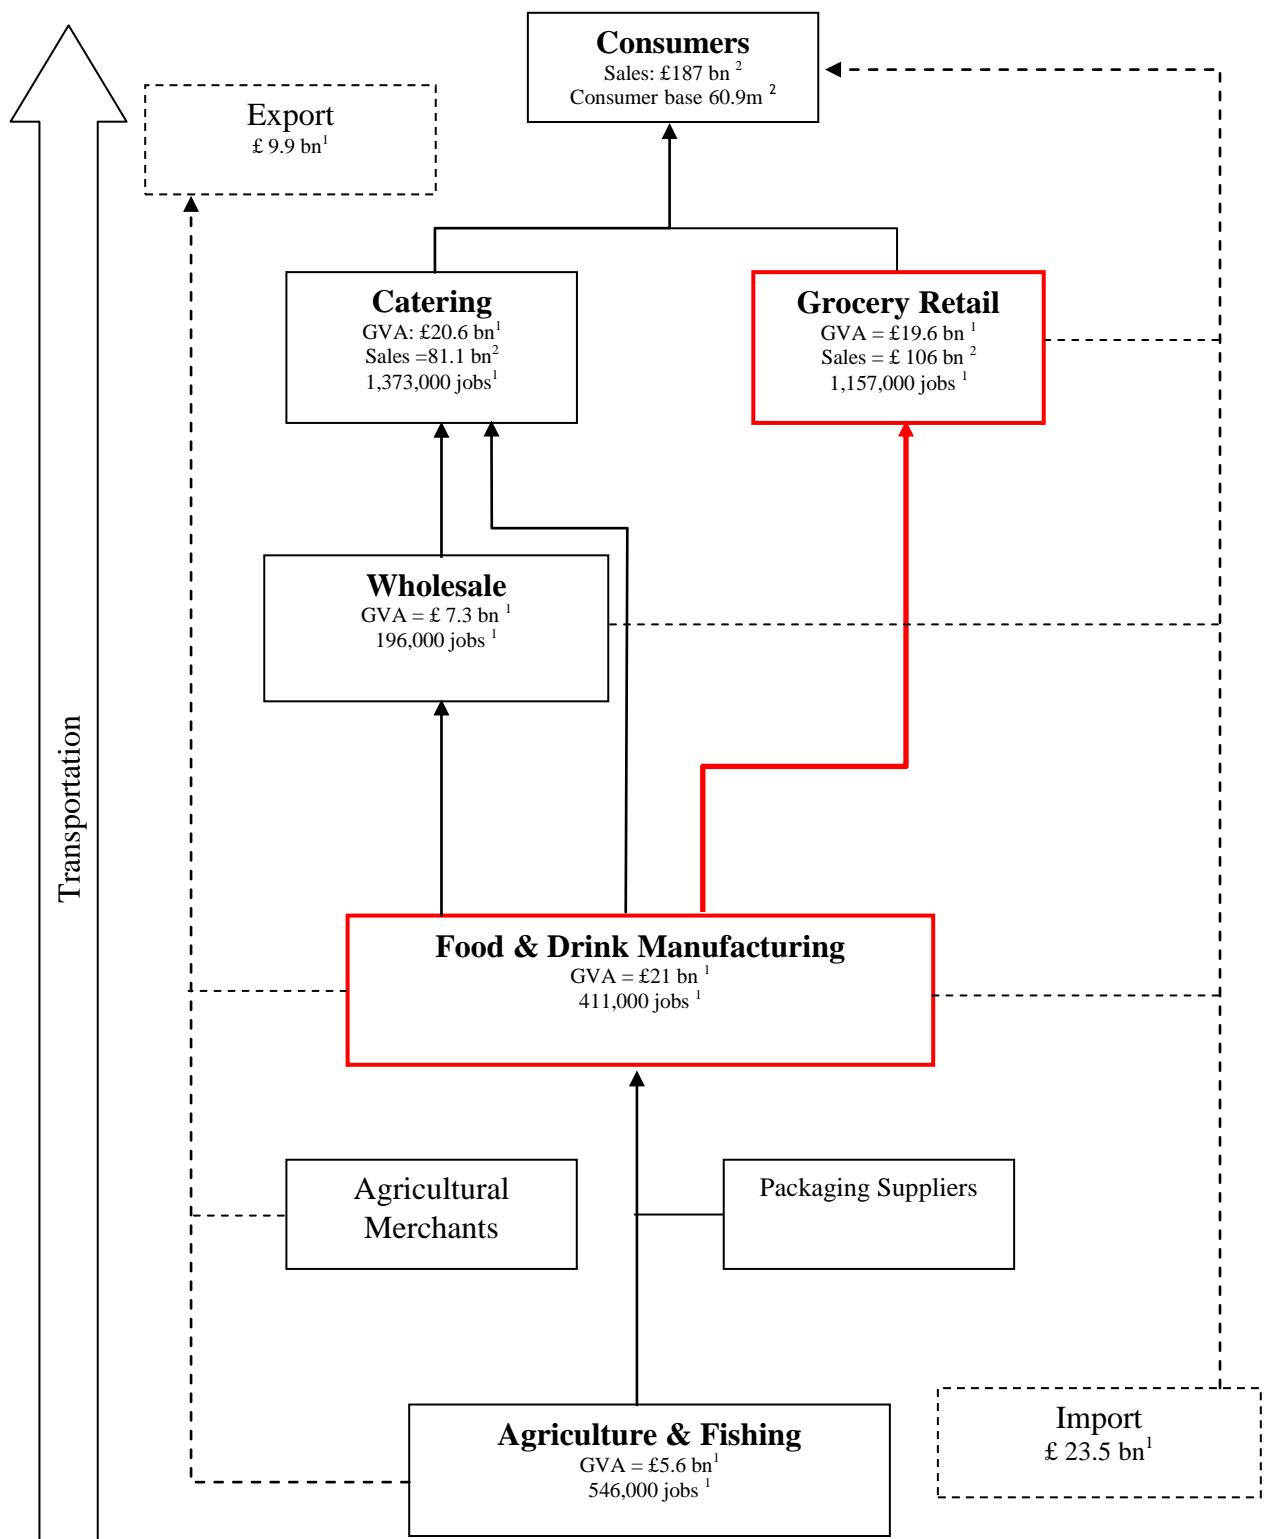 Consumers
Sales: £187 bn 2
Consumer base 60.9m 2
Export
£ 9.9 bn1
Catering
GVA: £20.6 bn1
Sales =81.1 bn2
1,373,000 jobs1
Grocery Retail
GVA = £19.6 bn 1
Sales = £ 106 bn 2
1,157,000 jobs 1
Wholesale
GVA = £ 7.3 bn 1
196,000 jobs 1
Transportation
Food & Drink Manufacturing
GVA = £21 bn 1
411,000 jobs 1
Agricultural
Merchants
Packaging Suppliers
Agriculture & Fishing
GVA = £5.6 bn1
546,000 jobs 1
Import
£ 23.5 bn1